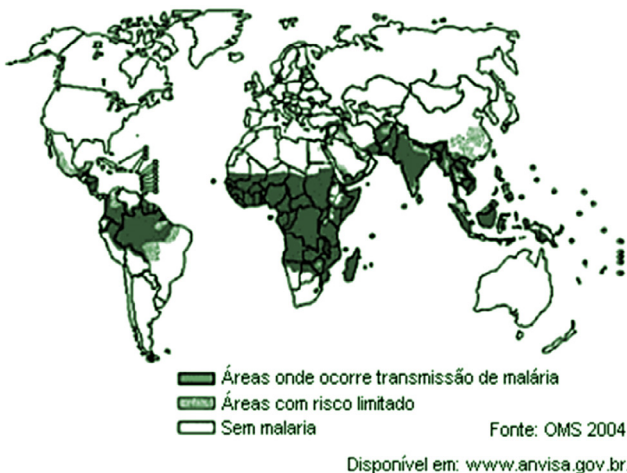 Áreas onde ocorre transmissão de malária
Áreas com risco limitado
Sem malaria
Fonte: OMS 2004
Disponível em: www.anvisa.gov.br